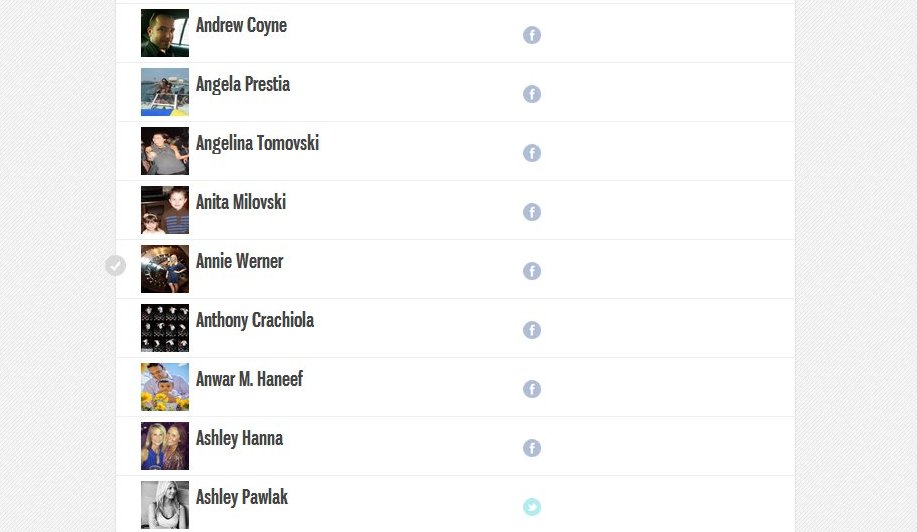 Andrew Coyne
Angela Prestia
Angelina Tomovski
Anita Milovski
Annie Werner
Anthony Crachiola
Anwar M. Haneef
Ashley Hanna
Ashley Pawlak